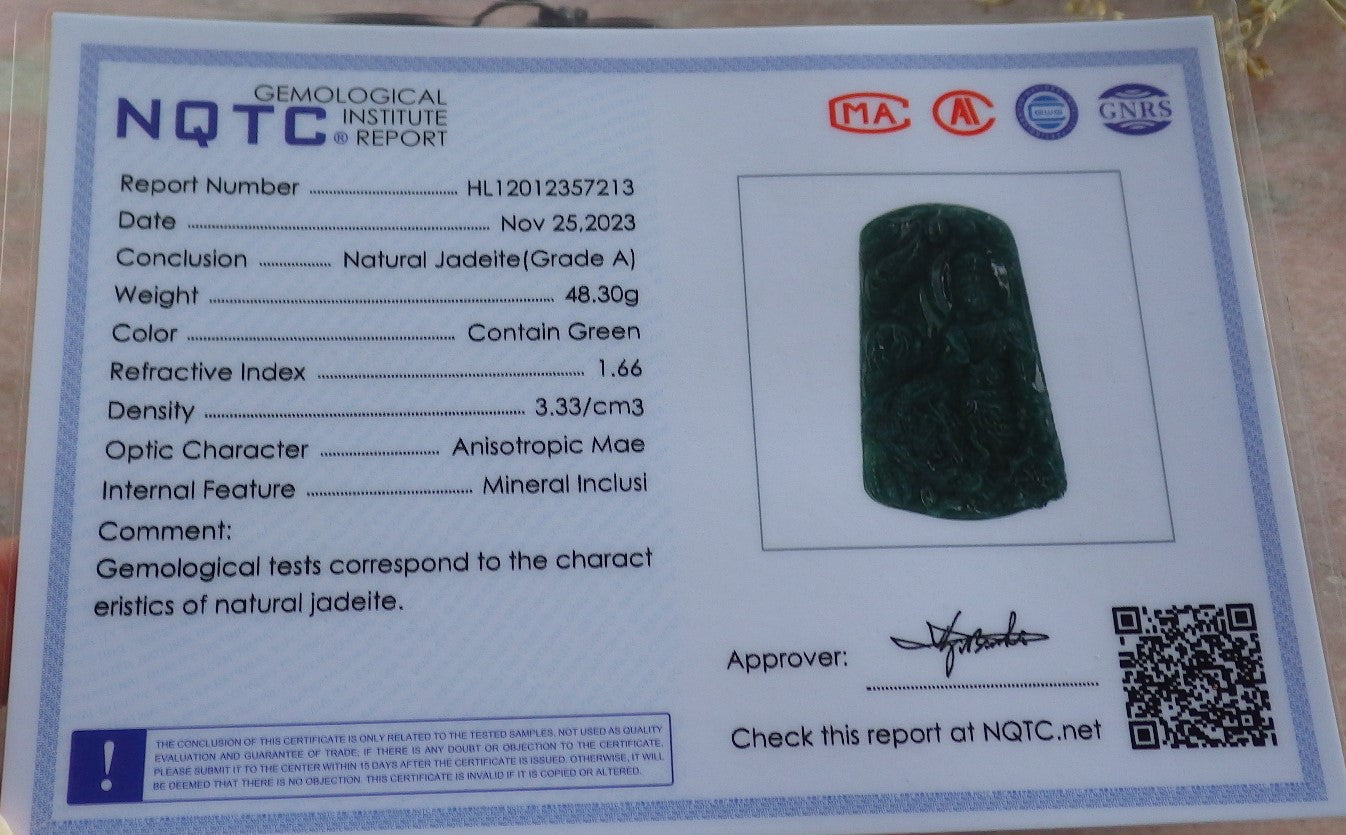 NQTC®
GEMOLOGICAL
INSTITUTE
REPORT
MA
GNRS
Report Number ........ HL12012357213
Date ........ Nov 25,2023
Conclusion ........ Natural Jadeite(Grade A)
Weight ........ 48.30g
Color ........ Contain Green
Refractive Index ........ 1.66
Density ........ 3.33/cm3
Optic Character ........ Anisotropic Mae
Internal Feature ........ Mineral Inclusi
Comment:
Gemological tests correspond to the charact
eristics of natural jadeite.
Approver:
Check this report at NQTC.net
!
THE CONCLUSION OF THIS CERTIFICATE IS ONLY RELATED TO THE TESTED SAMPLES, NOT USED AS QUALITY
EVALUATION AND GUARANTEE OF TRADE; IF THERE IS ANY DOUBT OR OBJECTION TO THE CERTIFICATE,
PLEASE SUBMIT IT TO THE CENTER WITHIN 15 DAYS AFTER THE CERTIFICATE IS ISSUED. OTHERWISE, IT WILL
BE DEEMED THAT THERE IS NO OBJECTION. THIS CERTIFICATE IS INVALID IF IT IS COPIED OR ALTERED.